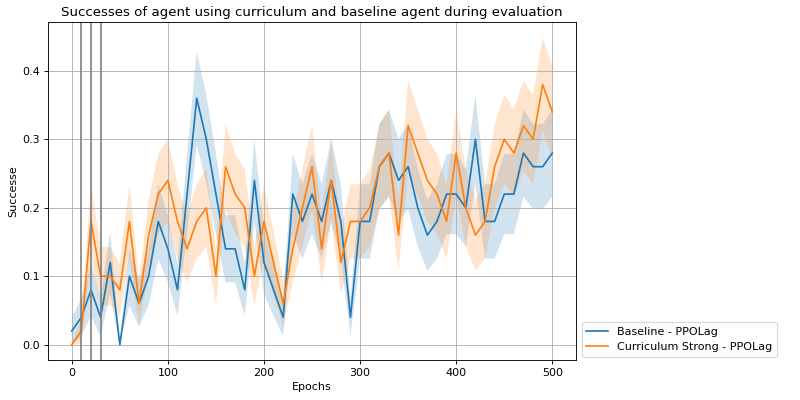 Successes of agent using curriculum and baseline agent during evaluation
Successe
0.4
0.3
0.2
0.1
0.0
0 100 200 300 400 500
Epochs
Baseline - PPOLag
Curriculum Strong - PPOLag